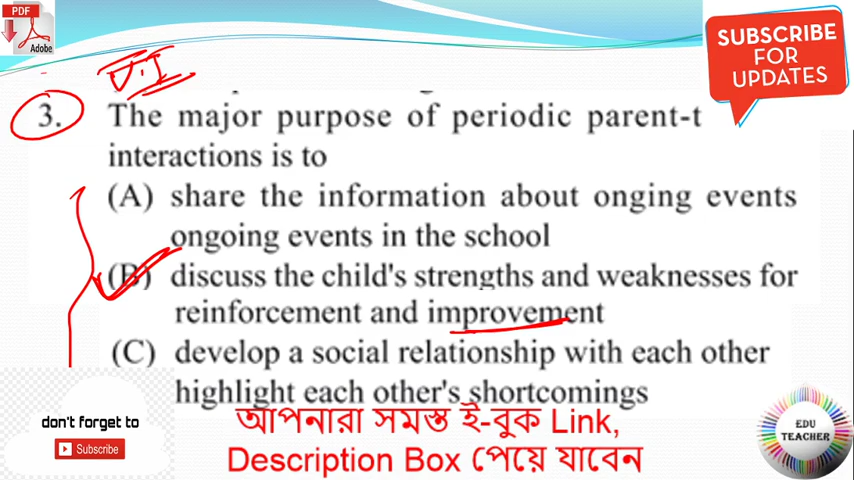 PDF
Adobe
SUBSCRIBE
FOR
UPDATES
V.I
3. The major purpose of periodic parent-t
interactions is to
(A) share the information about onging events
ongoing events in the school
(B) discuss the child's strengths and weaknesses for
reinforcement and improvement
(C) develop a social relationship with each other
highlight each other's shortcomings
don't forget to
Subscribe
আপনারা সমস্ত ই-বুক Link,
Description Box পেয়ে যাবেন
EDU
TEACHER